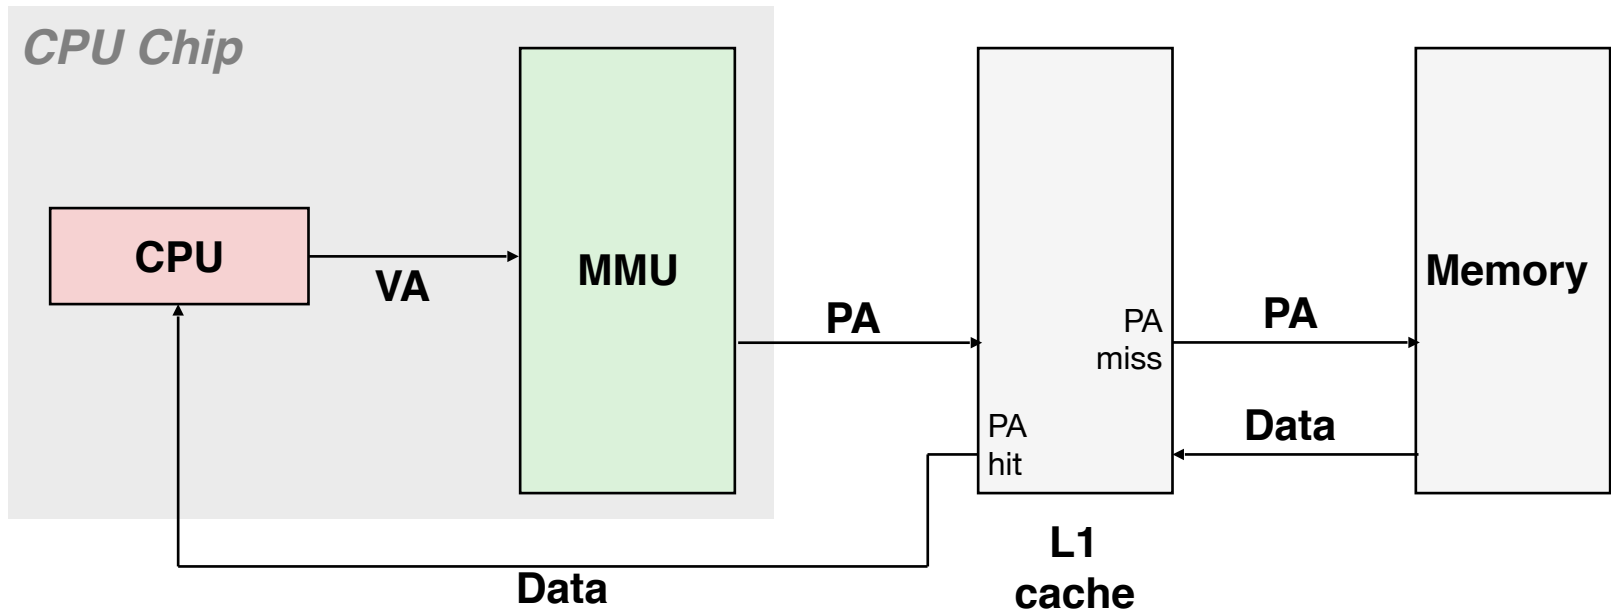 CPU Chip
CPU
VA
MMU
PA
PA
miss
PA
hit
L1
cache
PA
Data
Memory
Data